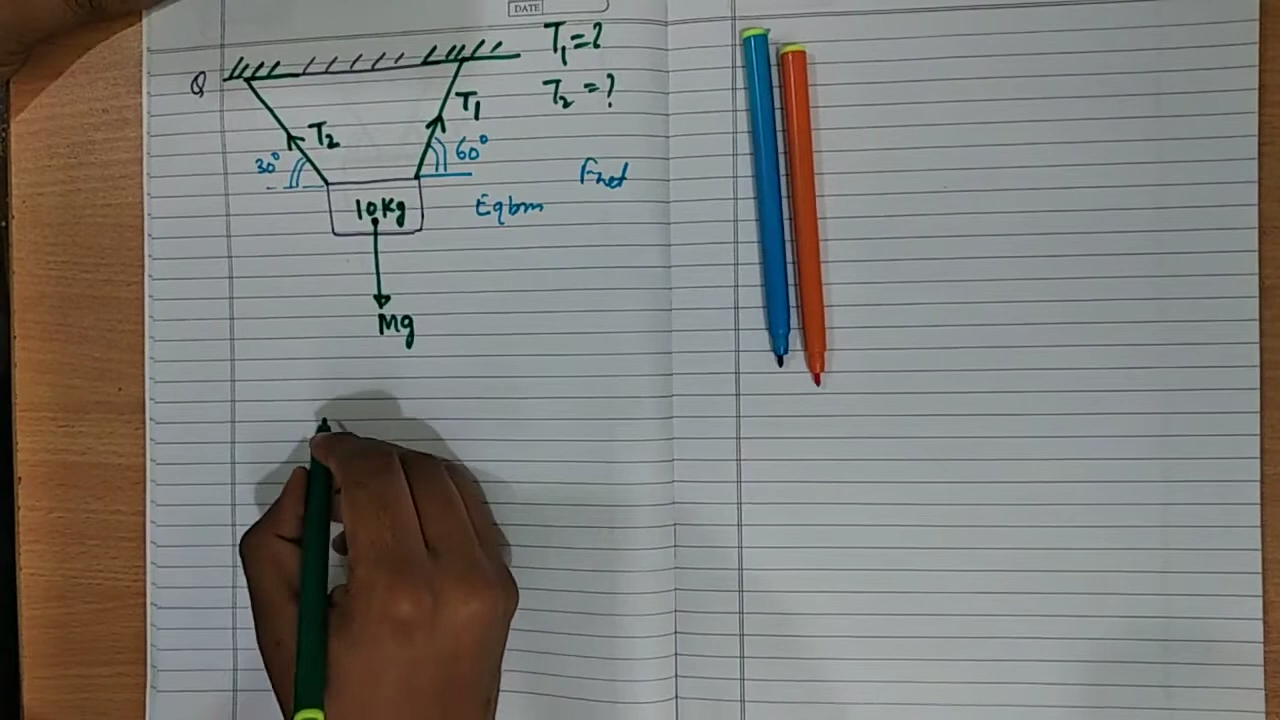 DATE
Q
T₁=?
T₂ =?
T₁
T₂
30°
60°
Fnet
10Kg
Eqbm
Mg